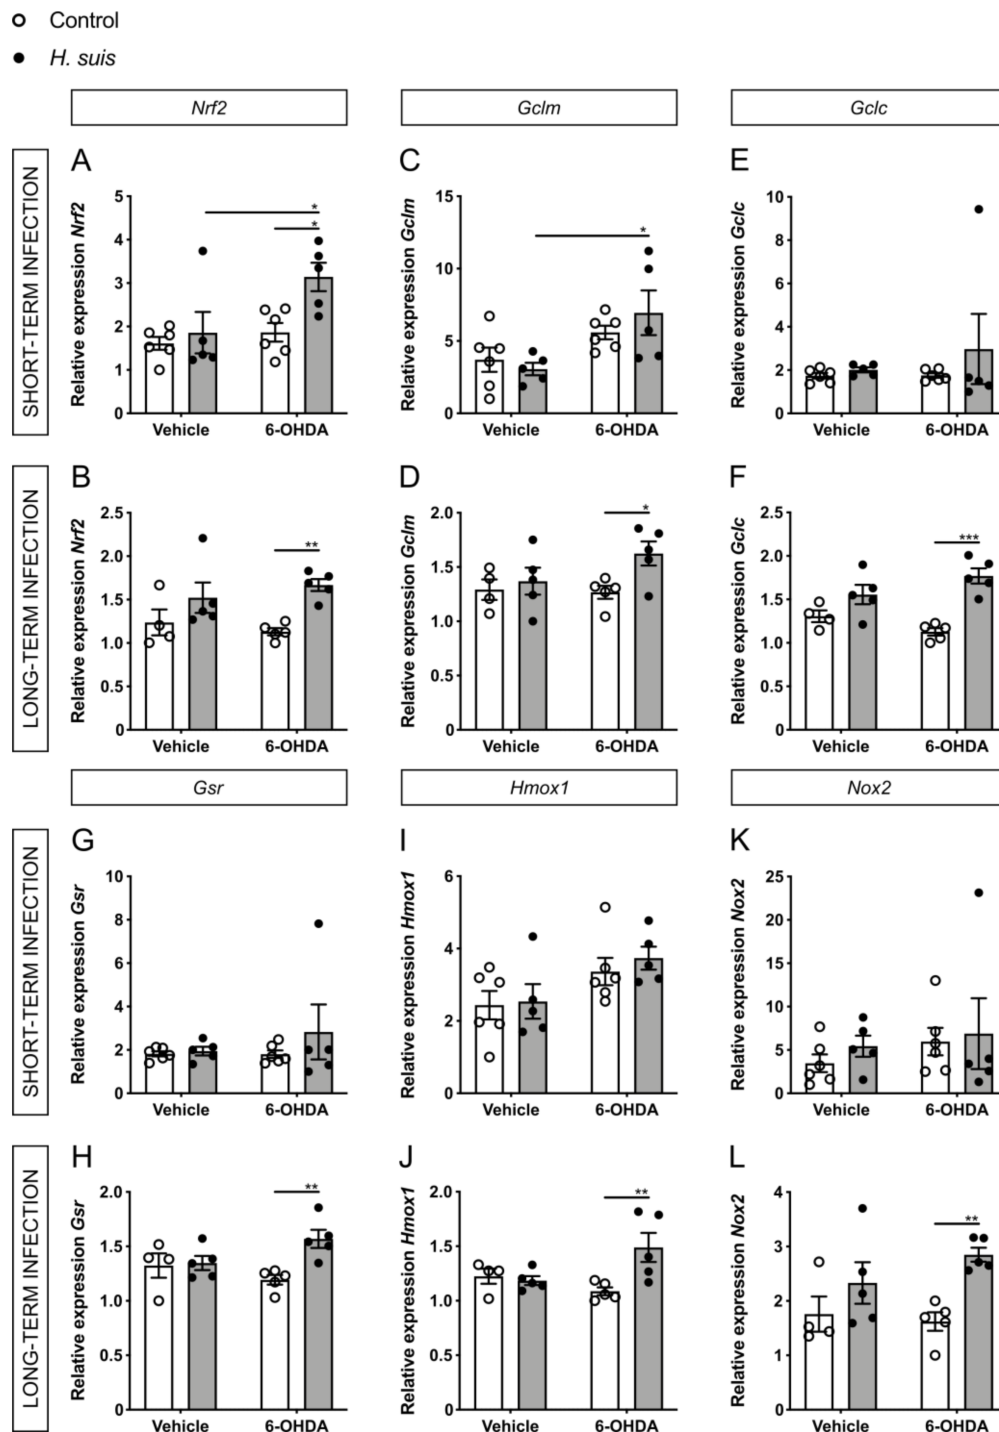 Control
H. suis
Nrf2
Gclm
Gclc
SHORT-TERM INFECTION
A
Relative expression Nrf2
5
4
3
2
1
0
*
*
Vehicle
6-OHDA
C
Relative expression Gclm
15
10
5
0
*
Vehicle
6-OHDA
E
Relative expression Gclc
10
8
6
4
2
0
Vehicle
6-OHDA
LONG-TERM INFECTION
B
Relative expression Nrf2
2.5
2.0
1.5
1.0
0.5
0
**
Vehicle
6-OHDA
D
Relative expression Gclm
2.0
1.5
1.0
0.5
0
*
Vehicle
6-OHDA
F
Relative expression Gclc
2.5
2.0
1.5
1.0
0.5
0
***
Vehicle
6-OHDA
Gsr
Hmox1
Nox2
SHORT-TERM INFECTION
G
Relative expression Gsr
10
8
6
4
2
0
Vehicle
6-OHDA
I
Relative expression Hmox1
6
4
2
0
Vehicle
6-OHDA
K
Relative expression Nox2
25
20
15
10
5
0
Vehicle
6-OHDA
LONG-TERM INFECTION
H
Relative expression Gsr
2.0
1.5
1.0
0.5
0
**
Vehicle
6-OHDA
J
Relative expression Hmox1
2.0
1.5
1.0
0.5
0
**
Vehicle
6-OHDA
L
Relative expression Nox2
4
3
2
1
0
**
Vehicle
6-OHDA